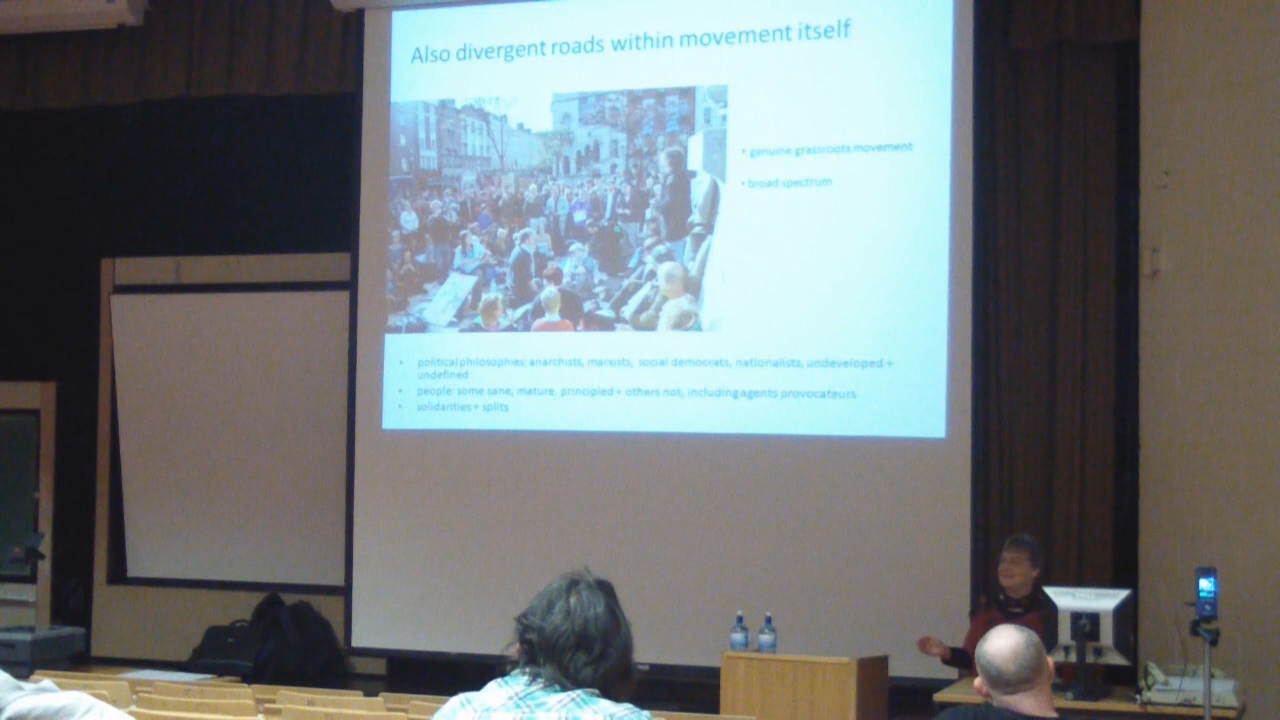 Also divergent roads within movement itself
• genuine grassroots movement
• broad spectrum
• political philosophies: anarchists, marxists, social democrats, nationalists, undeveloped +
undefined
• people: some sane, mature, principled + others not, including agents provocateurs
• solidarities + splits